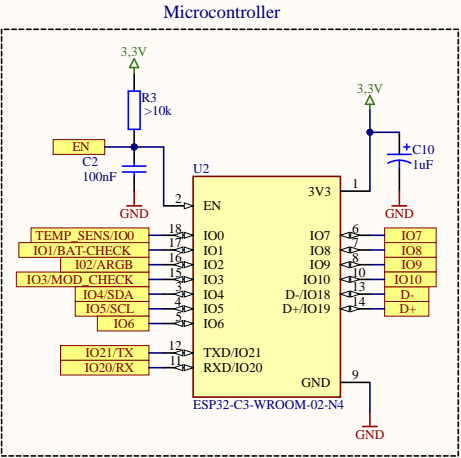 Microcontroller
3,3V
R3
>10k
EN
C2
100nF
GND
3,3V
C10
1uF
GND
U2
2 EN
3V3 1
TEMP_SENS/IO0 18 IO0
IO1/BAT-CHECK 17 IO1
I02/ARGB 16 IO2
IO3/MOD_CHECK 15 IO3
IO4/SDA 3 IO4
IO5/SCL 4 IO5
IO6 5 IO6
IO7 6 IO7
IO8 7 IO8
IO9 8 IO9
IO10 10 IO10
D-/IO18 13 D-
D+/IO19 14 D+
IO21/TX 12 TXD/IO21
IO20/RX 11 RXD/IO20
GND 9
GND
ESP32-C3-WROOM-02-N4